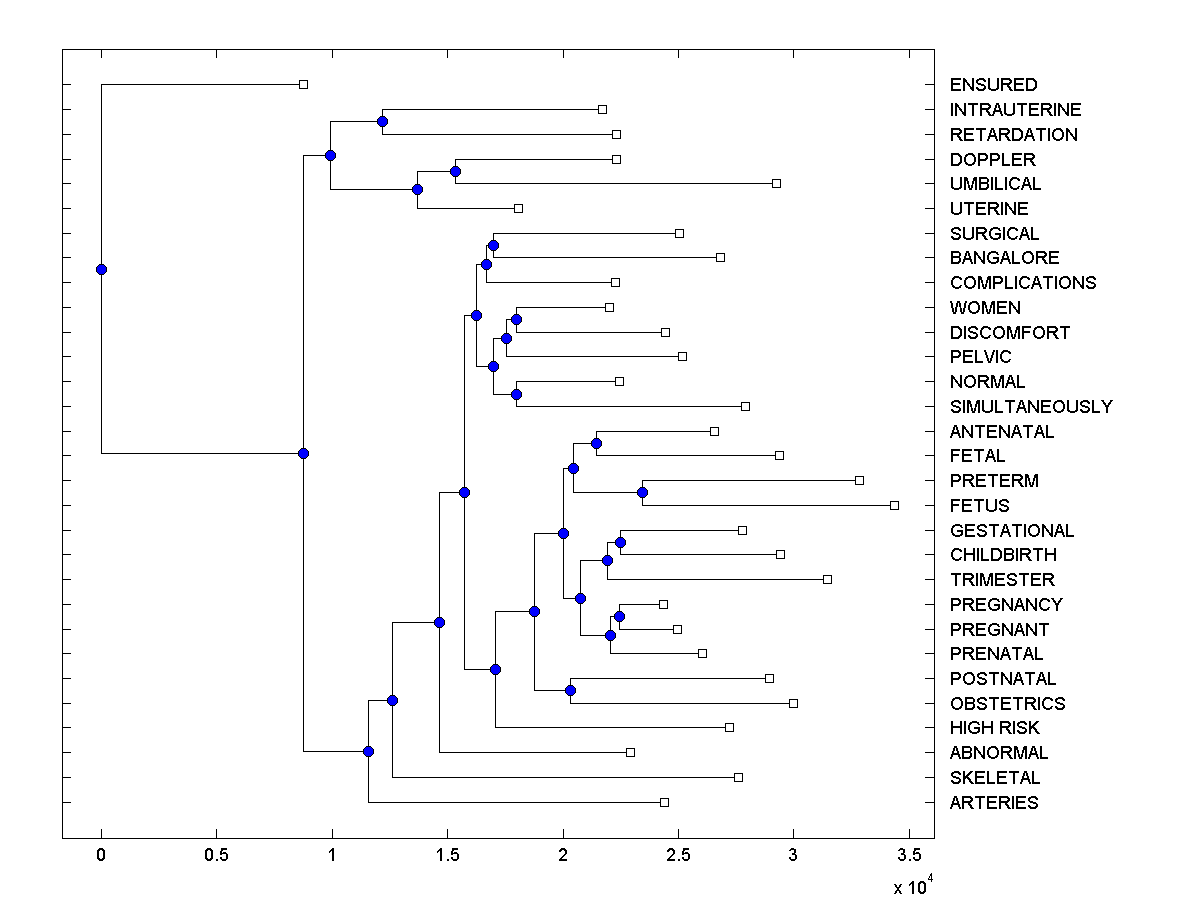 ENSURED
INTRAUTERINE
RETARDATION
DOPPLER
UMBILICAL
UTERINE
SURGICAL
BANGALORE
COMPLICATIONS
WOMEN
DISCOMFORT
PELVIC
NORMAL
SIMULTANEOUSLY
ANTENATAL
FETAL
PRETERM
FETUS
GESTATIONAL
CHILDBIRTH
TRIMESTER
PREGNANCY
PREGNANT
PRENATAL
POSTNATAL
OBSTETRICS
HIGH RISK
ABNORMAL
SKELETAL
ARTERIES
0 0.5 1 1.5 2 2.5 3 3.5
x 10^4